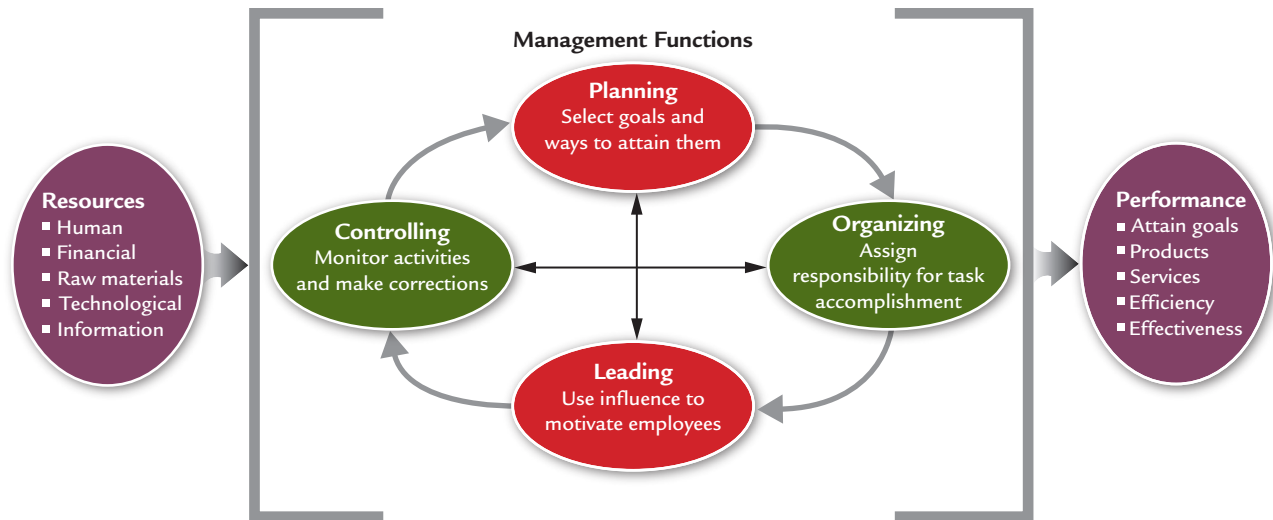 Management Functions
Planning
Select goals and
ways to attain them
Resources
▪ Human
▪ Financial
▪ Raw materials
▪ Technological
▪ Information
Controlling
Monitor activities
and make corrections
Organizing
Assign
responsibility for task
accomplishment
Leading
Use influence to
motivate employees
Performance
▪ Attain goals
▪ Products
▪ Services
▪ Efficiency
▪ Effectiveness